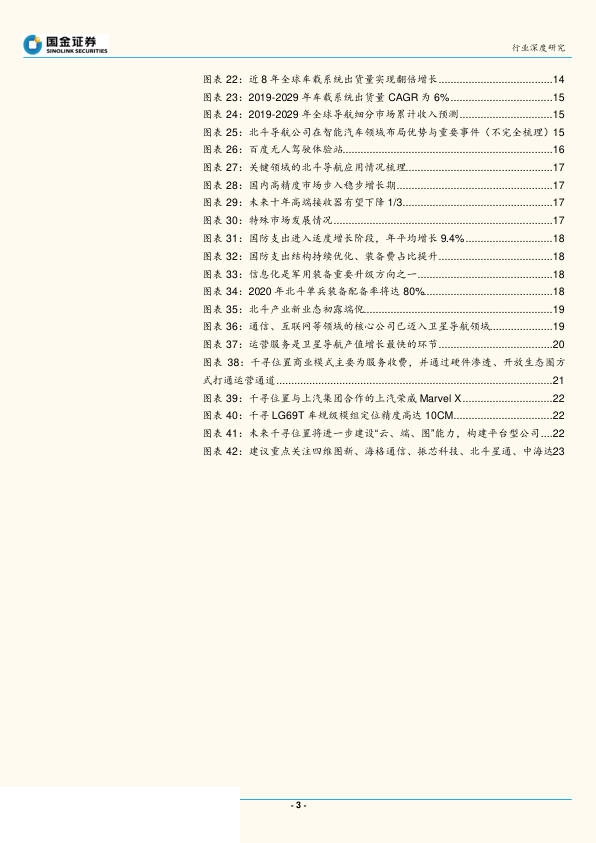 国金证券
SINOLINK SECURITIES
行业深度研究
图表 22：近 8 年全球车载系统出货量实现翻倍增长......................................14
图表 23：2019-2029 年车载系统出货量 CAGR 为 6%......................................15
图表 24：2019-2029 年全球导航细分市场累计收入预测................................15
图表 25：北斗导航公司在智能汽车领域布局优势与重要事件（不完全梳理）15
图表 26：百度无人驾驶体验站......................................................................16
图表 27：关键领域的北斗导航应用情况梳理.................................................17
图表 28：国内高精度市场步入稳步增长期....................................................17
图表 29：未来十年高端接收器有望下降 1/3..................................................17
图表 30：特殊市场发展情况..........................................................................17
图表 31：国防支出进入适度增长阶段，年平均增长 9.4%.............................18
图表 32：国防支出结构持续优化、装备费占比提升......................................18
图表 33：信息化是军用装备重要升级方向之一.............................................18
图表 34：2020 年北斗单兵装备配备率将达 80%...........................................18
图表 35：北斗产业新业态初露端倪...............................................................19
图表 36：通信、互联网等领域的核心公司已迈入卫星导航领域.....................19
图表 37：运营服务是卫星导航产值增长最快的环节......................................20
图表 38：千寻位置商业模式主要为服务收费，并通过硬件渗透、开放生态圈方
式打通运营通道............................................................................................21
图表 39：千寻位置与上汽集团合作的上汽荣威 Marvel X..............................22
图表 40：千寻 LG69T 车规级模组定位精度高达 10CM.................................22
图表 41：未来千寻位置将进一步建设“云、端、图”能力，构建平台型公司....22
图表 42：建议重点关注四维图新、海格通信、振芯科技、北斗星通、中海达23
- 3 -